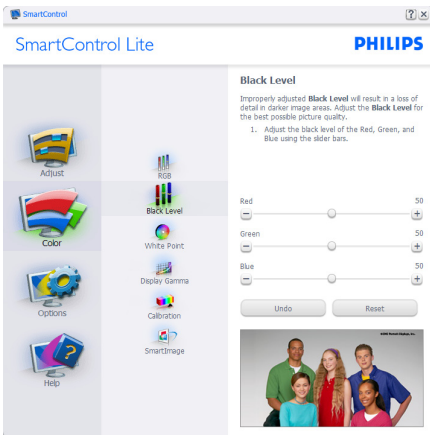 SmartControl
SmartControl Lite
PHILIPS
Adjust
Color
Options
Help
RGB
Black Level
White Point
Display Gamma
Calibration
SmartImage
Black Level
Improperly adjusted Black Level will result in a loss of
detail in darker image areas. Adjust the Black Level for
the best possible picture quality.
1. Adjust the black level of the Red, Green, and
Blue using the slider bars.
Red 50
Green 50
Blue 50
Undo Reset